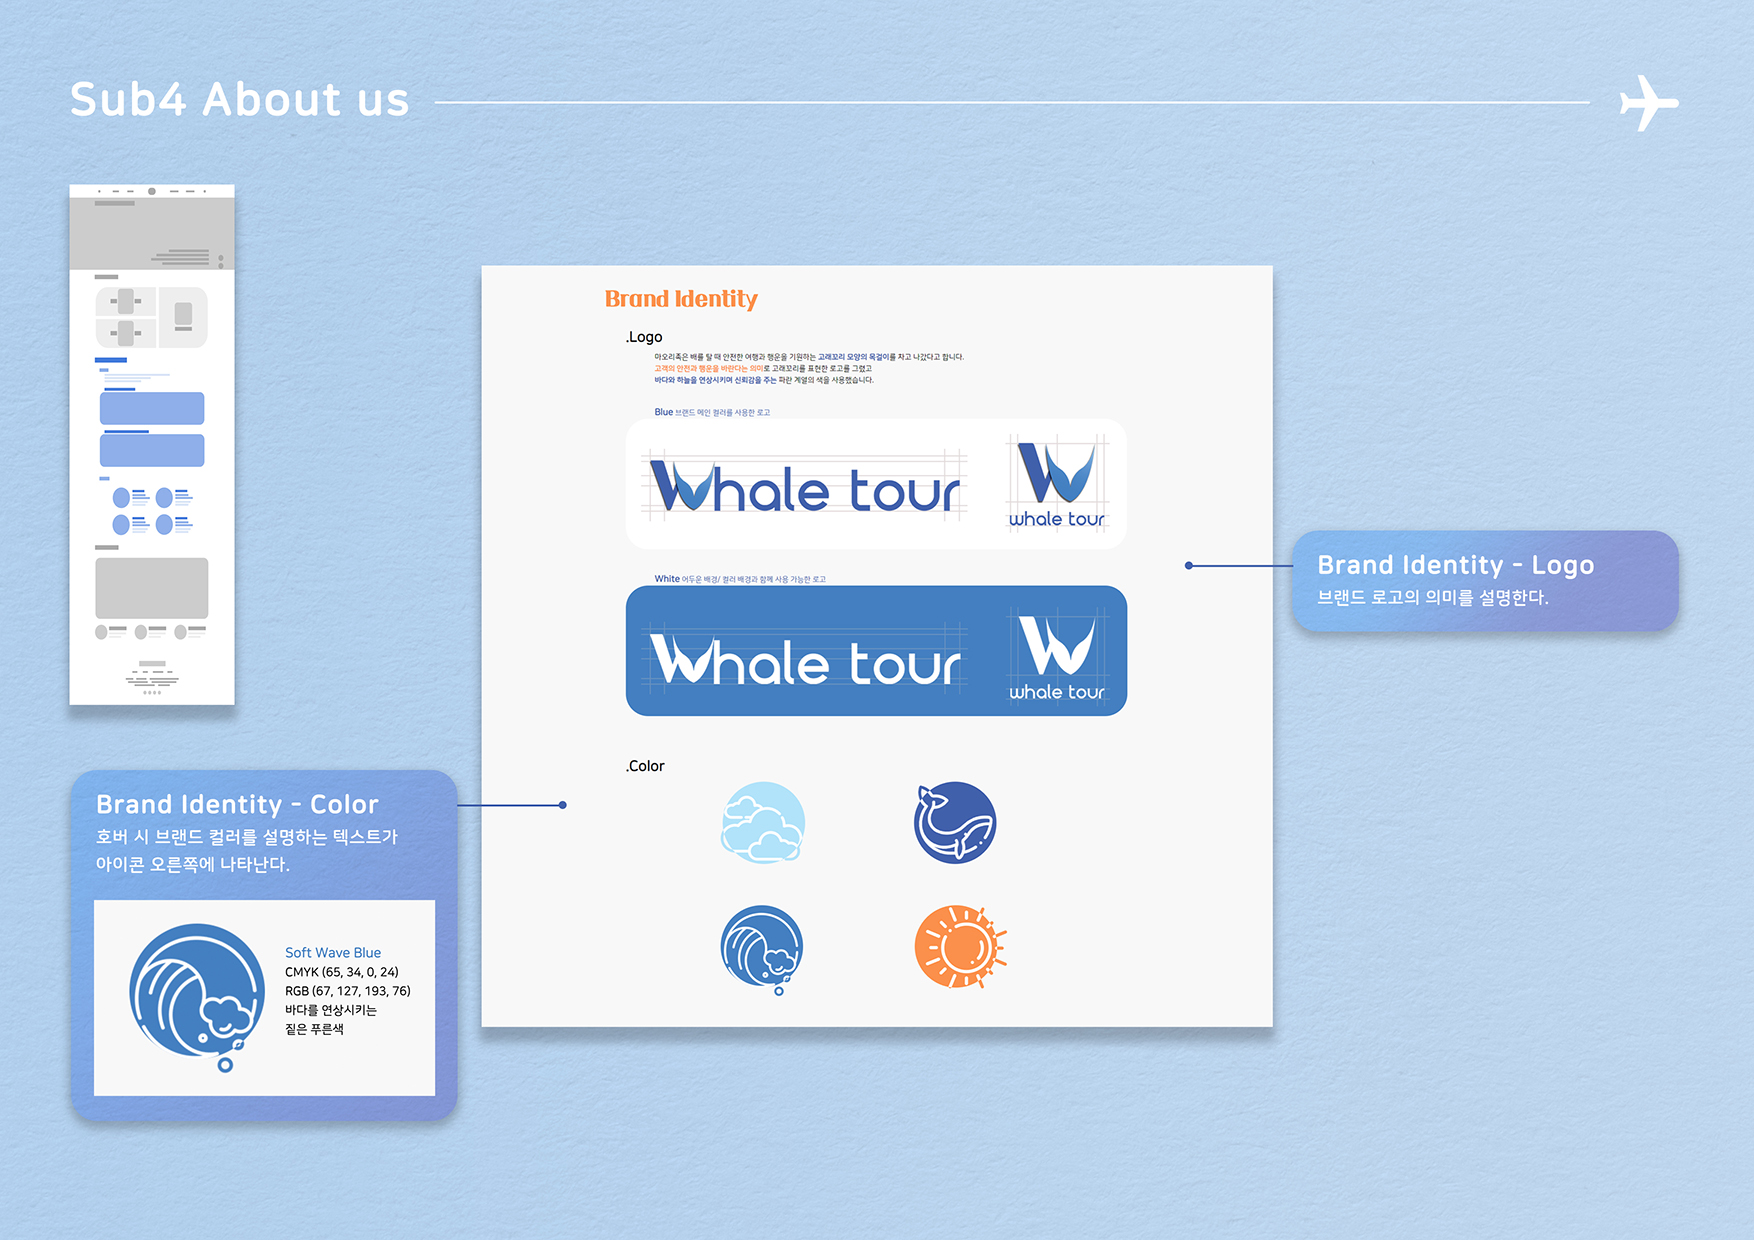 Sub4 About us
Brand Identity
.Logo
마오리족은 배를 탈 때 안전한 여행과 행운을 기원하는 고래꼬리 모양의 목걸이를 차고 나갔다고 합니다.
고객의 안전과 행운을 바란다는 의미로 고래꼬리를 표현한 로고를 그렸고
바다와 하늘을 연상시키며 신뢰감을 주는 파란 계열의 색을 사용했습니다.
Blue 브랜드 메인 컬러를 사용한 로고
Whale tour
W
whale tour
White 어두운 배경/ 컬러 배경과 함께 사용 가능한 로고
Whale tour
W
whale tour
.Color
Brand Identity - Logo
브랜드 로고의 의미를 설명한다.
Brand Identity - Color
호버 시 브랜드 컬러를 설명하는 텍스트가
아이콘 오른쪽에 나타난다.
Soft Wave Blue
CMYK (65, 34, 0, 24)
RGB (67, 127, 193, 76)
바다를 연상시키는
짙은 푸른색